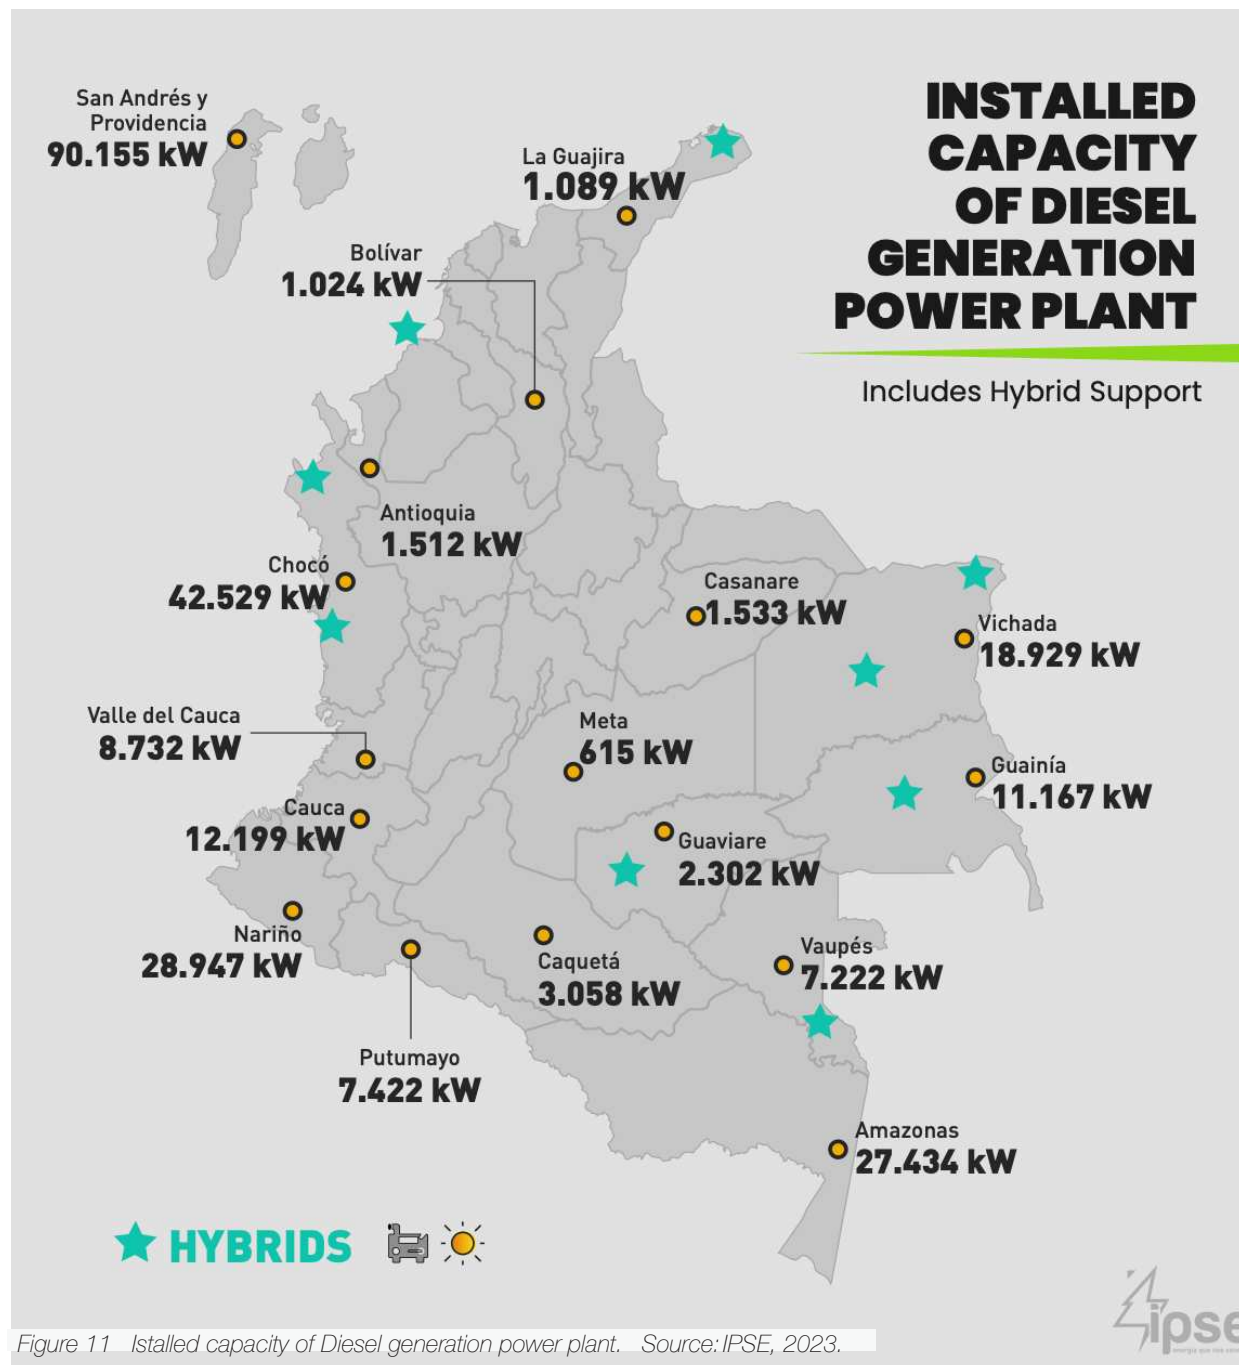 INSTALLED
CAPACITY
OF DIESEL
GENERATION
POWER PLANT
Includes Hybrid Support
San Andrés y
Providencia
90.155 kW
La Guajira
1.089 kW
Bolívar
1.024 kW
Antioquia
1.512 kW
Chocó
42.529 kW
Casanare
1.533 kW
Vichada
18.929 kW
Valle del Cauca
8.732 kW
Meta
615 kW
Guainía
11.167 kW
Cauca
12.199 kW
Guaviare
2.302 kW
Nariño
28.947 kW
Caquetá
3.058 kW
Vaupés
7.222 kW
Putumayo
7.422 kW
Amazonas
27.434 kW
HYBRIDS
ipse
Figure 11 Istalled capacity of Diesel generation power plant. Source: IPSE, 2023.